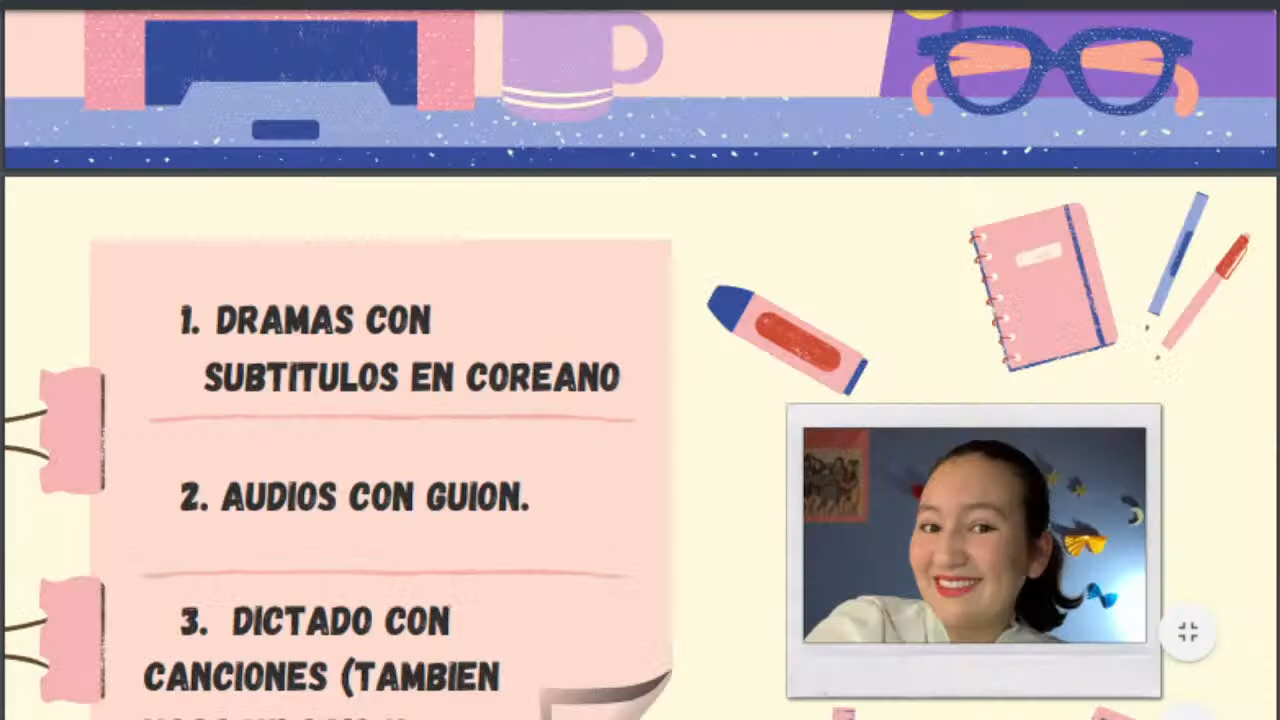 1. DRAMAS CON
SUBTITULOS EN COREANO
2. AUDIOS CON GUION.
3. DICTADO CON
CANCIONES (TAMBIEN